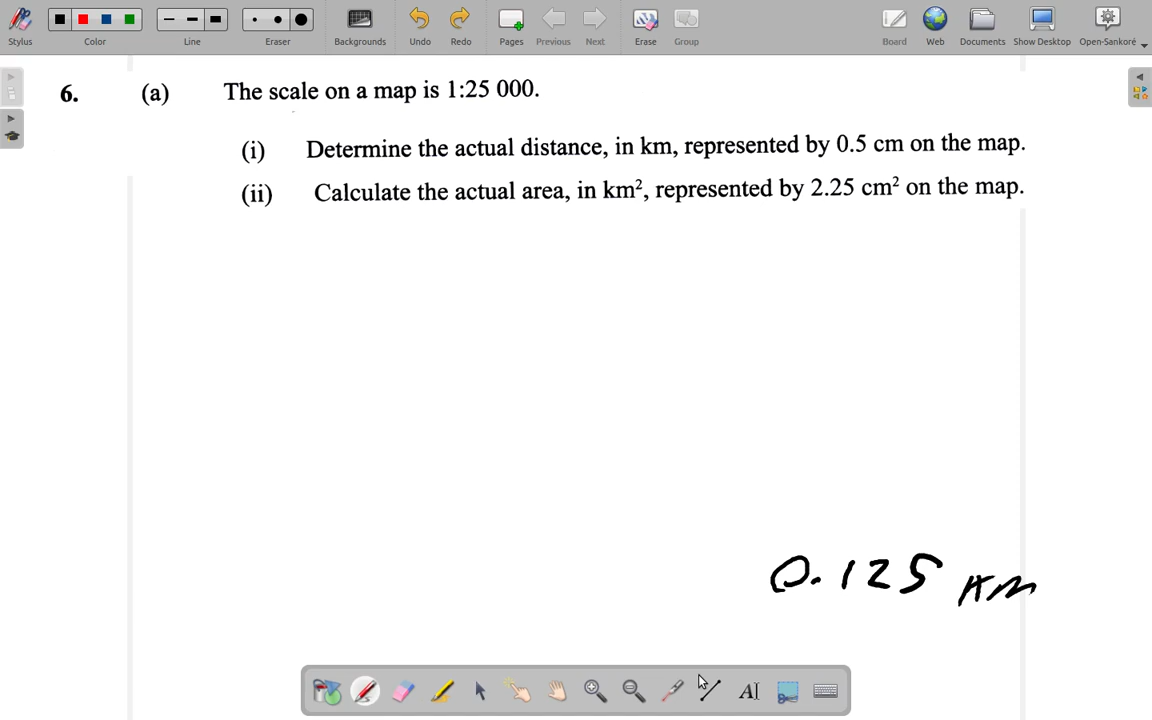 Stylus
Color
Line
Eraser
Backgrounds
Undo
Redo
Pages
Previous
Next
Erase
Group
Board
Web
Documents
Show Desktop
Open-Sankoré
6. (a) The scale on a map is 1:25 000.
(i) Determine the actual distance, in km, represented by 0.5 cm on the map.
(ii) Calculate the actual area, in km², represented by 2.25 cm² on the map.
0.125 km
AI